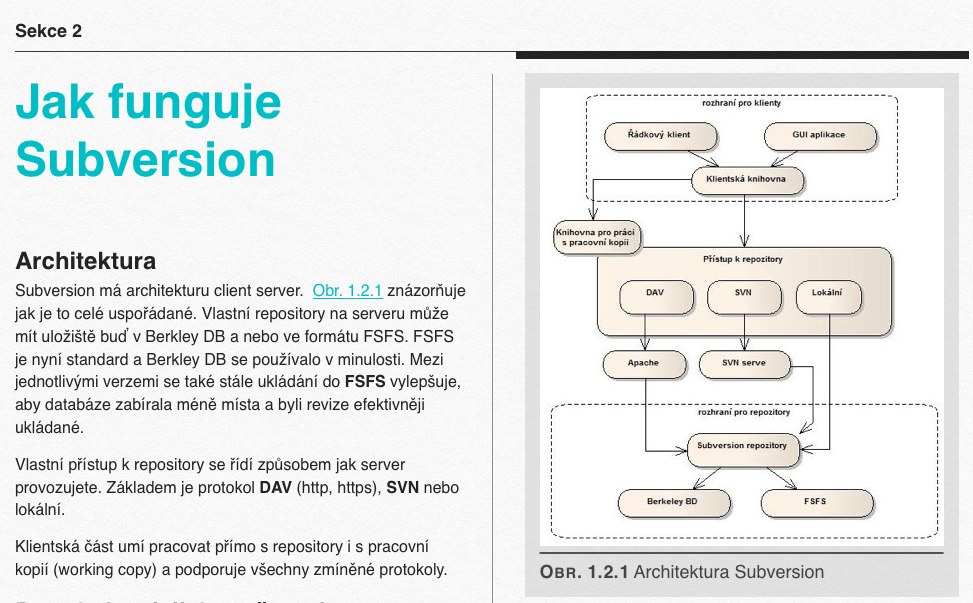 Sekce 2
Jak funguje
Subversion
Architektura
Subversion má architekturu client server. Obr. 1.2.1 znázorňuje
jak je to celé uspořádané. Vlastní repository na serveru může
mít uložiště buď v Berkley DB a nebo ve formátu FSFS. FSFS
je nyní standard a Berkley DB se používalo v minulosti. Mezi
jednotlivými verzemi se také stále ukládání do FSFS vylepšuje,
aby databáze zabírala méně místa a byli revize efektivněji
ukládané.
Vlastní přístup k repository se řídí způsobem jak server
provozujete. Základem je protokol DAV (http, https), SVN nebo
lokální.
Klientská část umí pracovat přímo s repository i s pracovní
kopií (working copy) a podporuje všechny zmíněné protokoly.
rozhraní pro klienty
Řádkový klient
GUI aplikace
Klientská knihovna
Knihovna pro práci
s pracovní kopií
Přístup k repozitory
DAV
SVN
Lokální
Apache
SVN serve
rozhraní pro repozitory
Subversion repozitory
Berkeley BD
FSFS
OBR. 1.2.1 Architektura Subversion